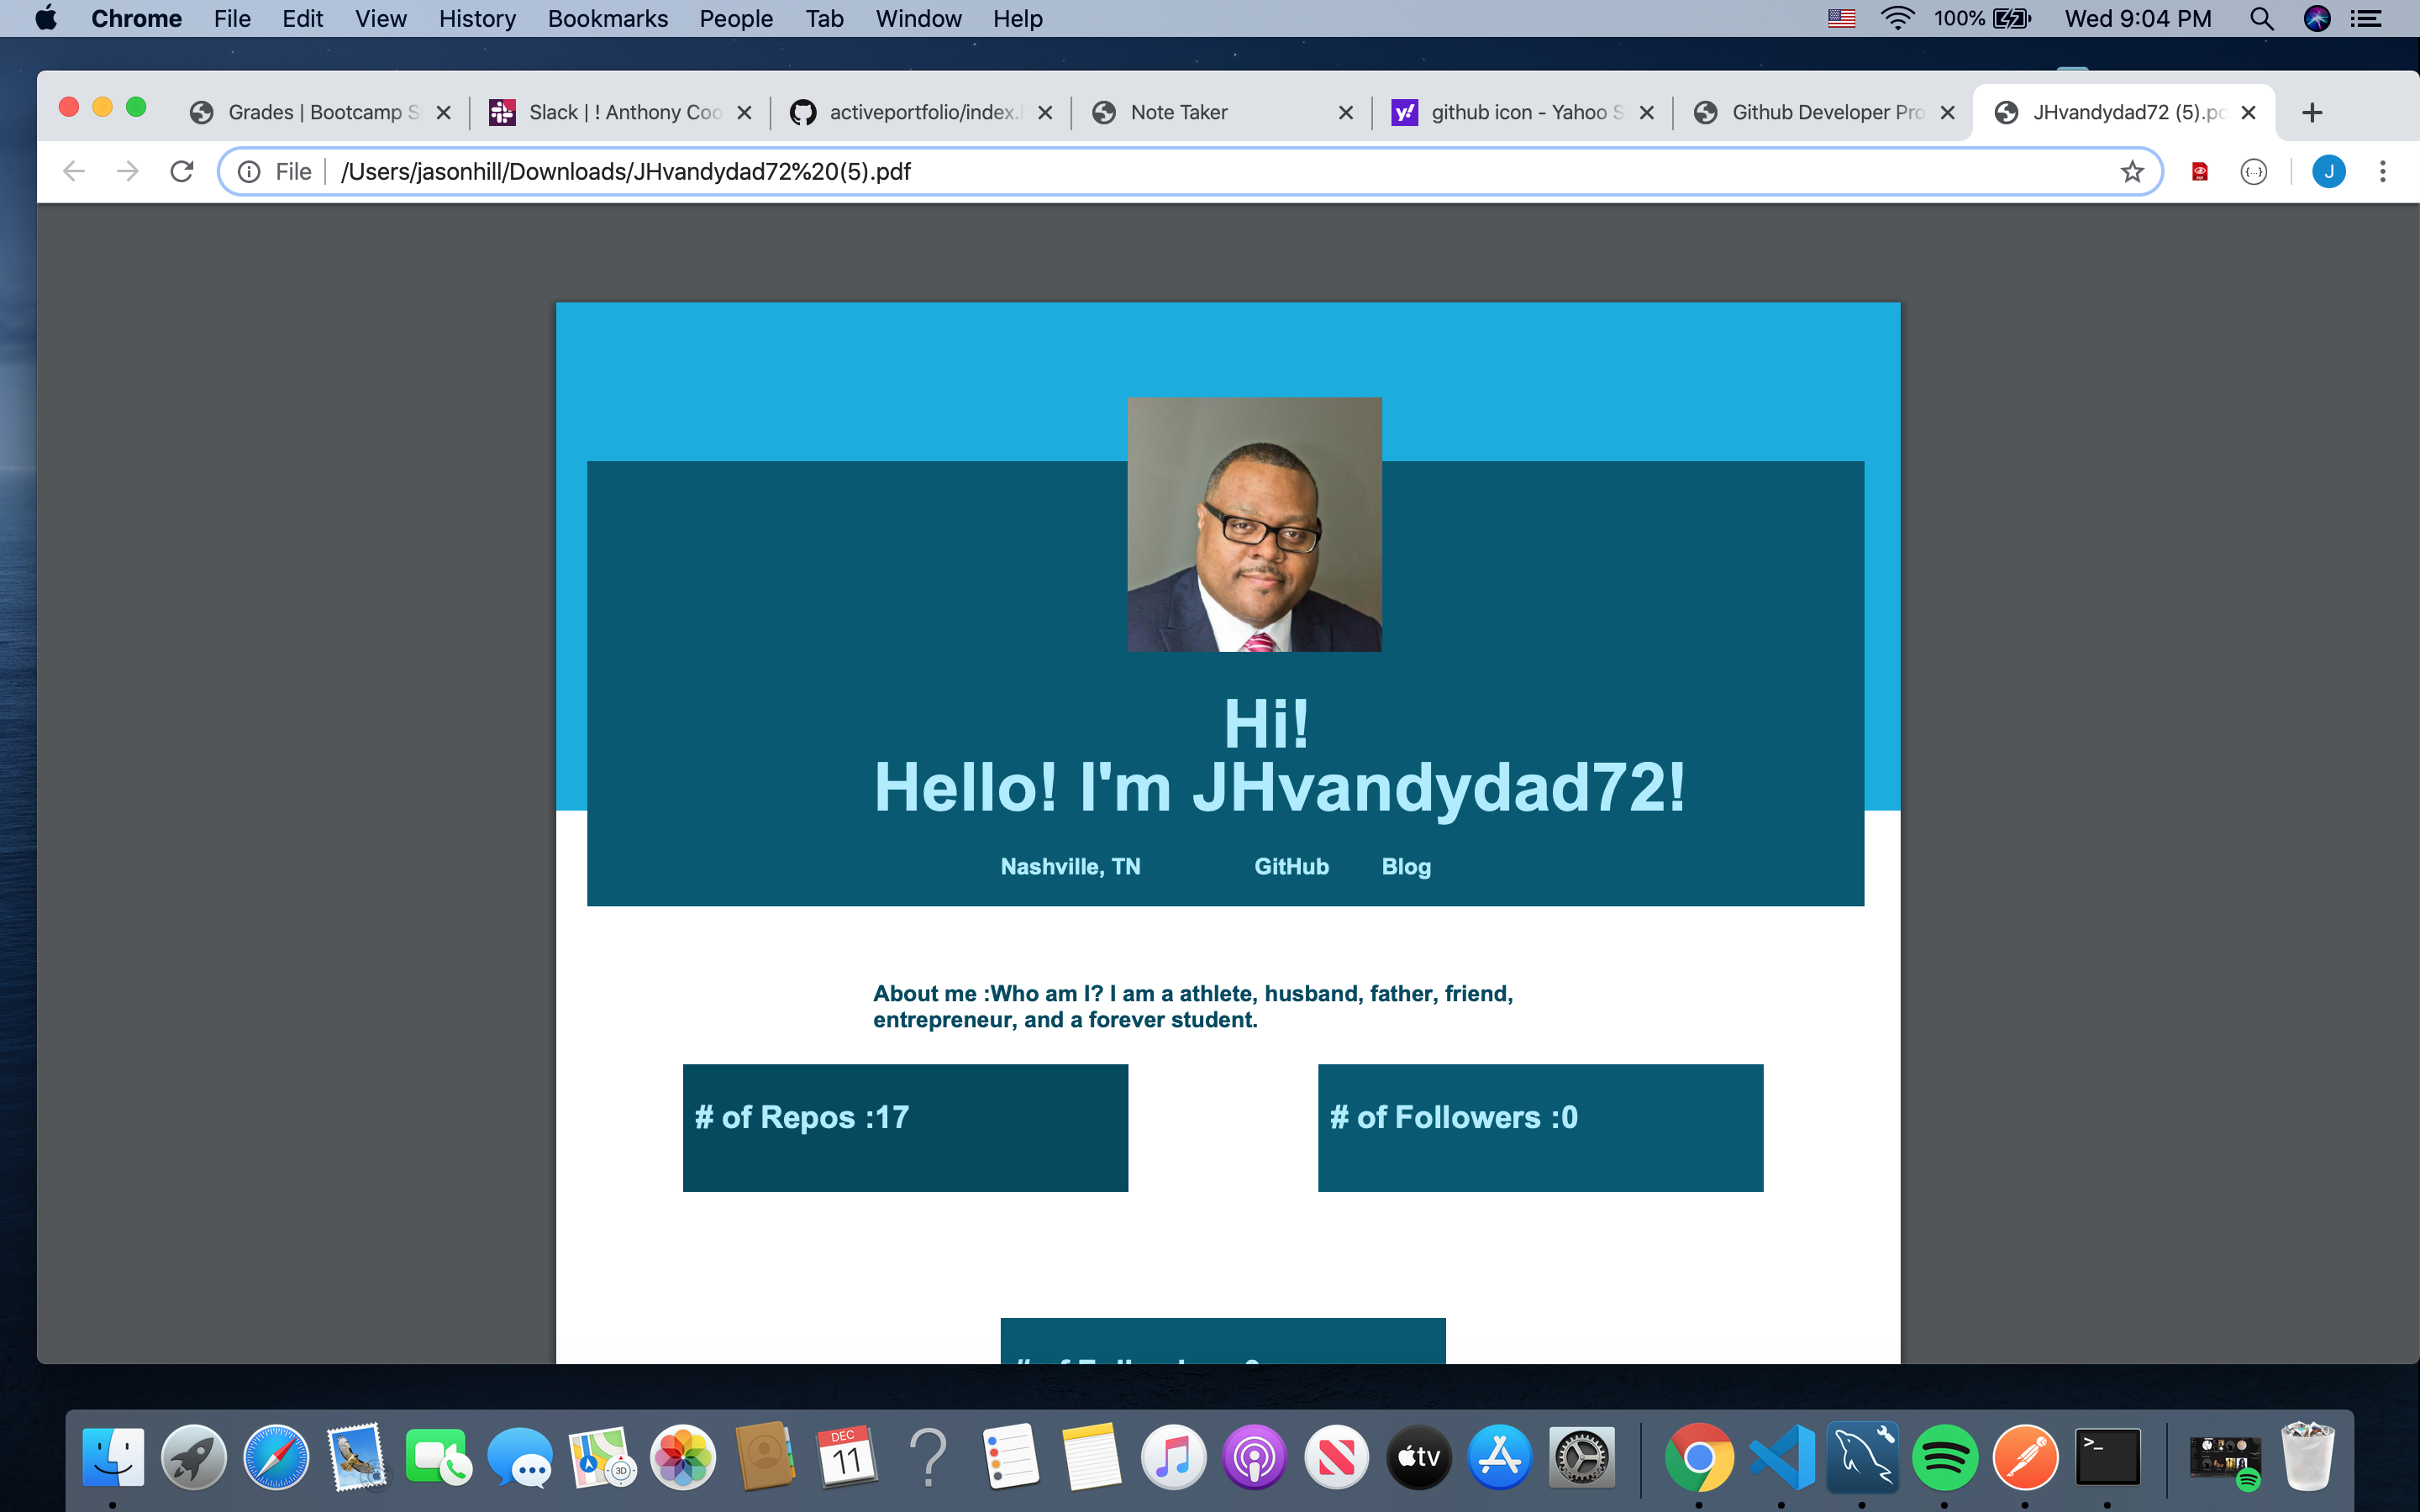 Chrome File Edit View History Bookmarks People Tab Window Help 100% Wed 9:04 PM
Grades | Bootcamp S Slack | ! Anthony Coo activeportfolio/index. Note Taker github icon - Yahoo S Github Developer Pro JHvandydad72 (5).pd
File /Users/jasonhill/Downloads/JHvandydad72%20(5).pdf J
Hi!
Hello! I'm JHvandydad72!
Nashville, TN GitHub Blog
About me :Who am I? I am a athlete, husband, father, friend,
entrepreneur, and a forever student.
# of Repos :17 # of Followers :0
DEC
11
3D
tv